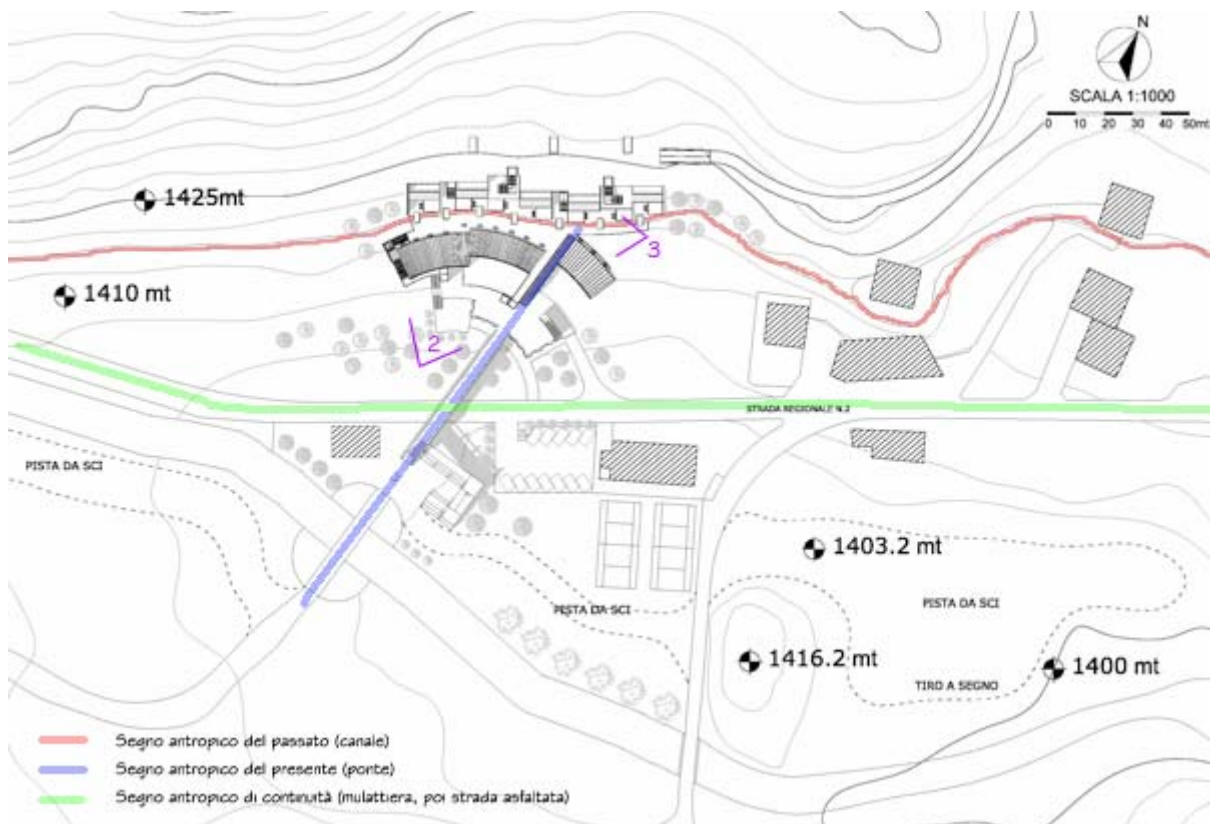 N
SCALA 1:1000
0 10 20 30 40 50mt
1425mt
3
1410 mt
2
STRADA REGIONALE N.2
PISTA DA SCI
1403.2 mt
PISTA DA SCI
PISTA DA SCI
1416.2 mt
1400 mt
TIRO A SEGNO
Segno antropico del passato (canale)
Segno antropico del presente (ponte)
Segno antropico di continuità (mulattiera, poi strada asfaltata)